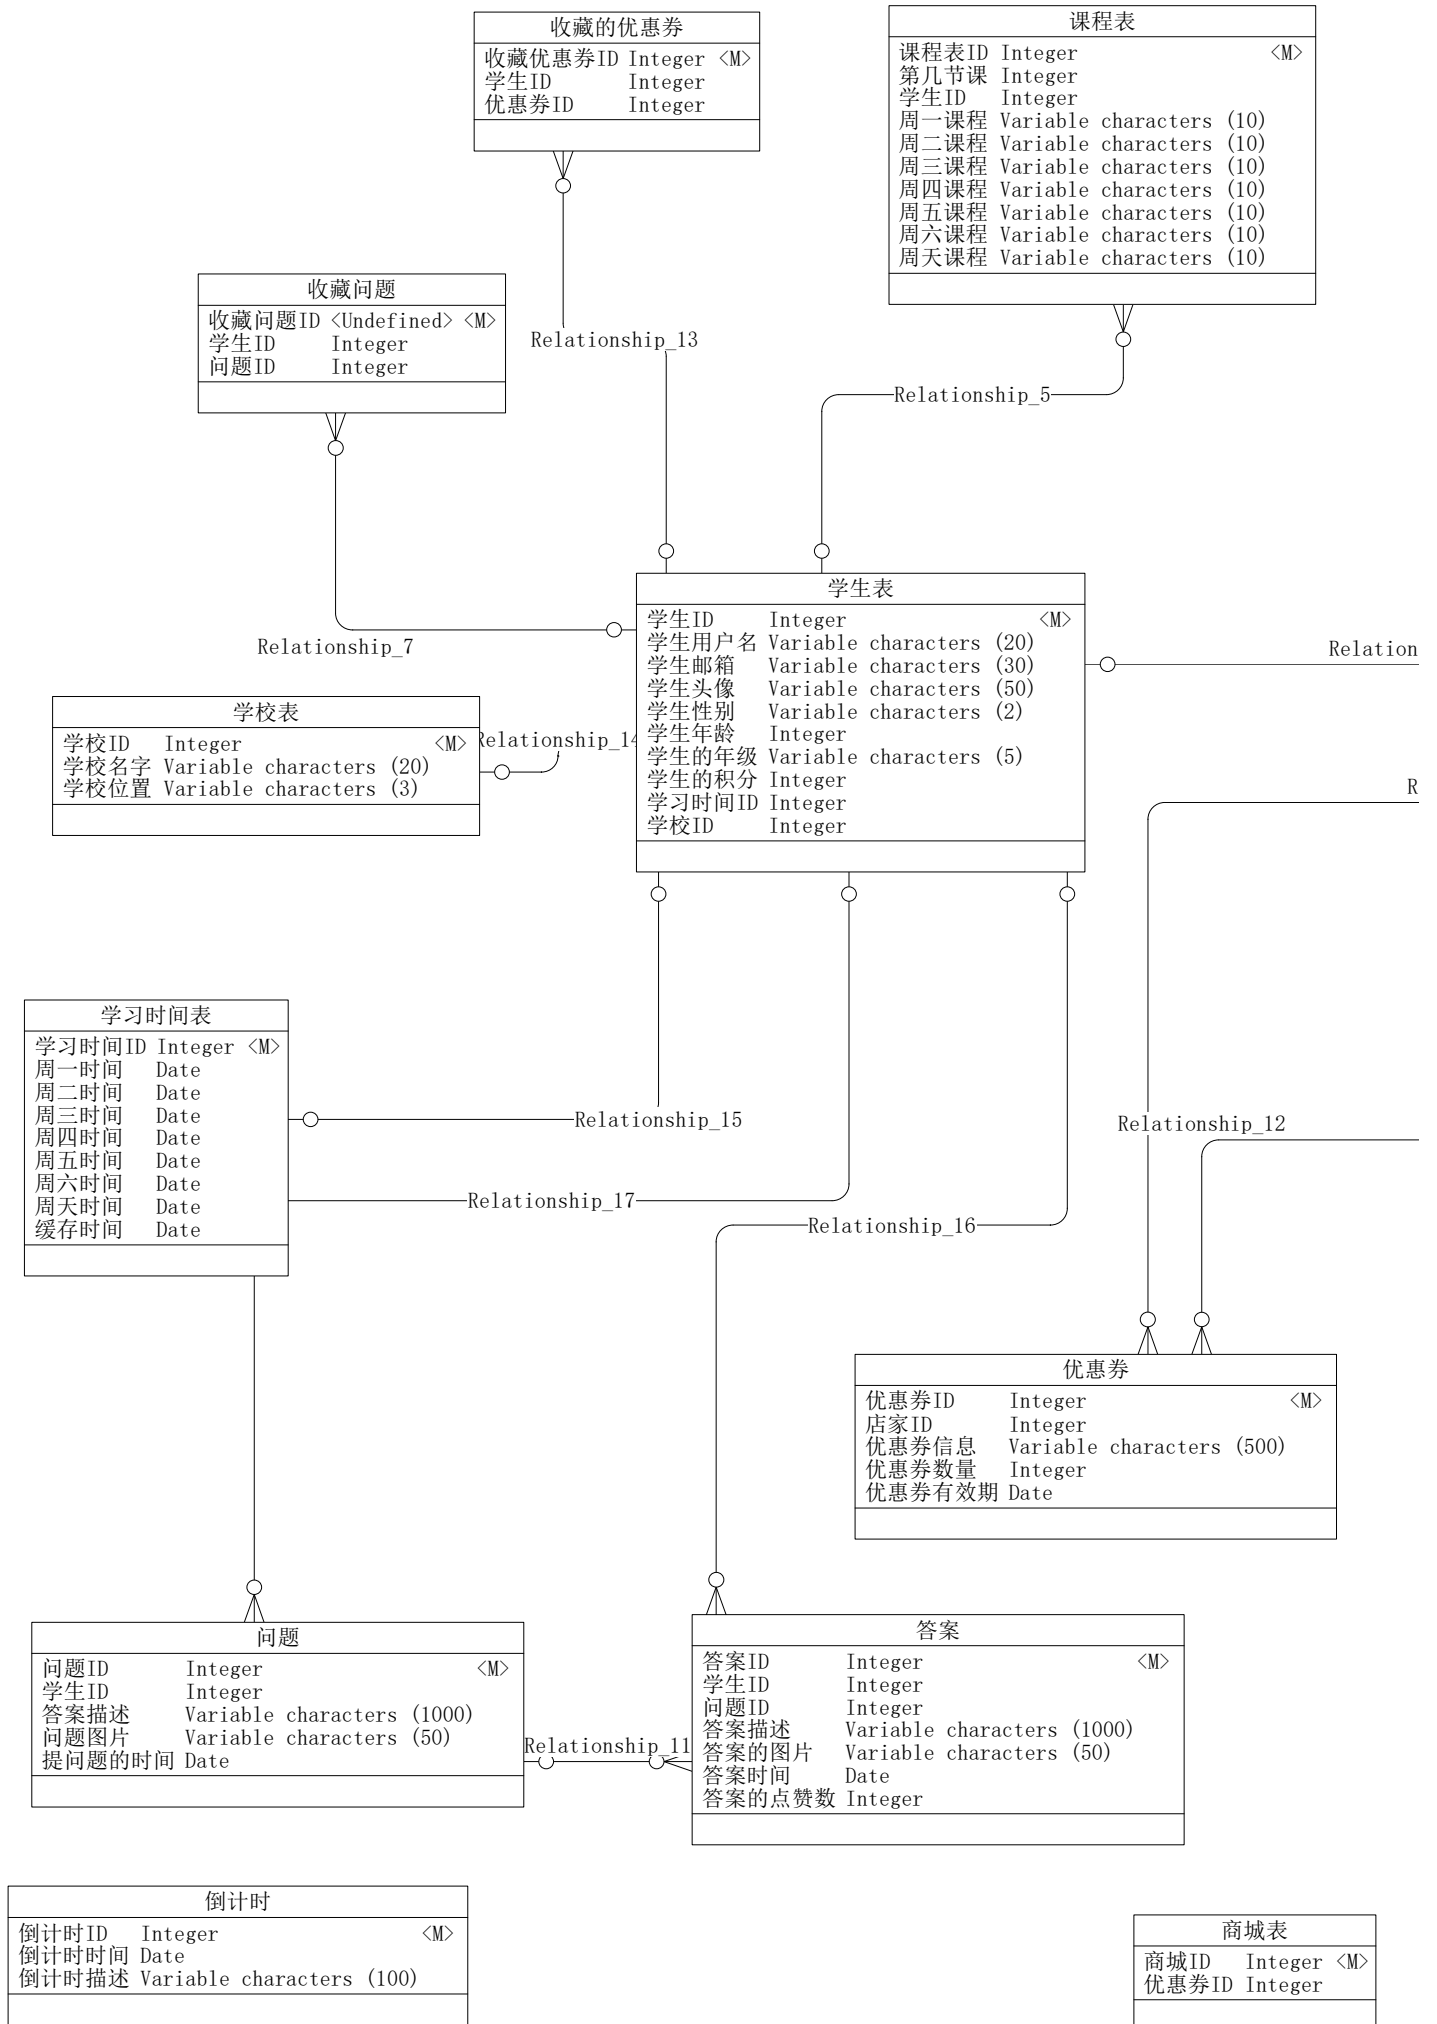 收藏的优惠券
收藏优惠券ID Integer <M>
学生ID Integer
优惠券ID Integer
课程表
课程表ID Integer <M>
第几节课 Integer
学生ID Integer
周一课程 Variable characters (10)
周二课程 Variable characters (10)
周三课程 Variable characters (10)
周四课程 Variable characters (10)
周五课程 Variable characters (10)
周六课程 Variable characters (10)
周天课程 Variable characters (10)
收藏问题
收藏问题ID <Undefined> <M>
学生ID Integer
问题ID Integer
Relationship_13
Relationship_5
学生表
学生ID Integer <M>
学生用户名 Variable characters (20)
学生邮箱 Variable characters (30)
学生头像 Variable characters (50)
学生性别 Variable characters (2)
学生年龄 Integer
学生的年级 Variable characters (5)
学生的积分 Integer
学习时间ID Integer
学校ID Integer
Relationship_7
Relation
学校表
学校ID Integer <M>
学校名字 Variable characters (20)
学校位置 Variable characters (3)
Relationship_14
R
学习时间表
学习时间ID Integer <M>
周一时间 Date
周二时间 Date
周三时间 Date
周四时间 Date
周五时间 Date
周六时间 Date
周天时间 Date
缓存时间 Date
Relationship_15
Relationship_12
Relationship_17
Relationship_16
优惠券
优惠券ID Integer <M>
店家ID Integer
优惠券信息 Variable characters (500)
优惠券数量 Integer
优惠券有效期 Date
问题
问题ID Integer <M>
学生ID Integer
答案描述 Variable characters (1000)
问题图片 Variable characters (50)
提问题的时间 Date
Relationship_11
答案
答案ID Integer <M>
学生ID Integer
问题ID Integer
答案描述 Variable characters (1000)
答案的图片 Variable characters (50)
答案时间 Date
答案的点赞数 Integer
倒计时
倒计时ID Integer <M>
倒计时时间 Date
倒计时描述 Variable characters (100)
商城表
商城ID Integer <M>
优惠券ID Integer